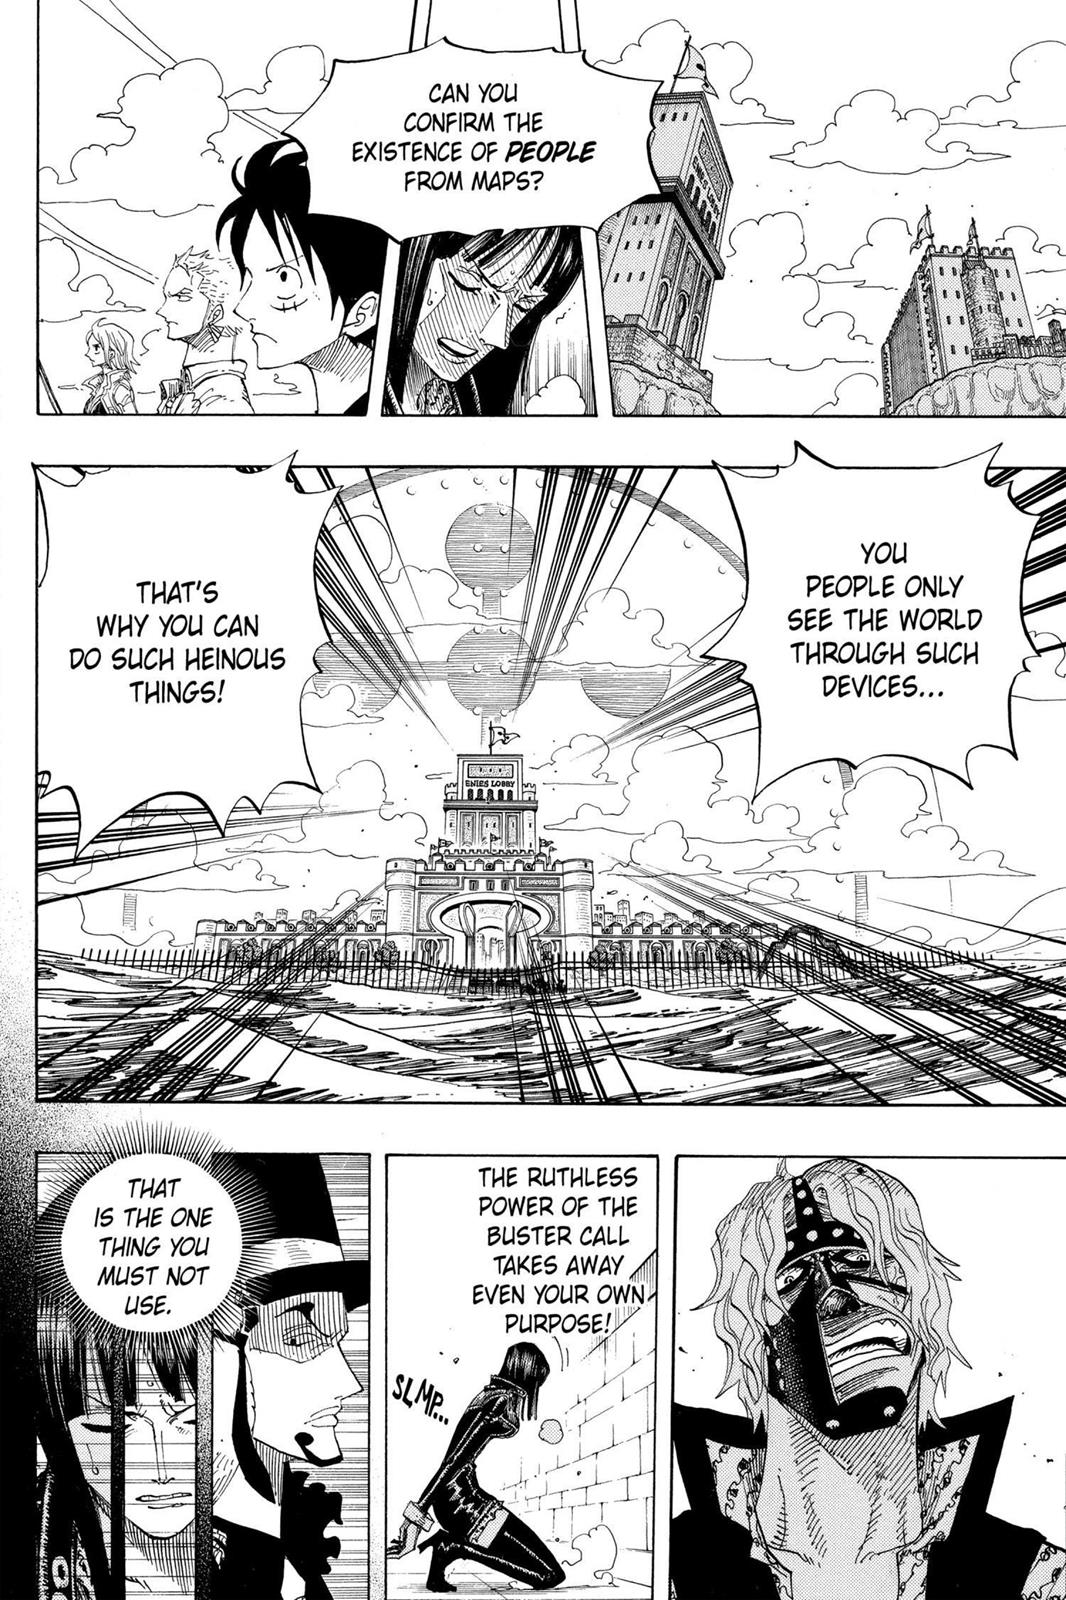 CAN YOU
CONFIRM THE
EXISTENCE OF PEOPLE
FROM MAPS?
ENIES LOBBY
YOU
PEOPLE ONLY
SEE THE WORLD
THROUGH SUCH
DEVICES...
THAT'S
WHY YOU CAN
DO SUCH HEINOUS
THINGS!
ENIES LOBBY
THE RUTHLESS
POWER OF THE
BUSTER CALL
TAKES AWAY
EVEN YOUR OWN
PURPOSE!
SLMP...
THAT
IS THE ONE
THING YOU
MUST NOT
USE.